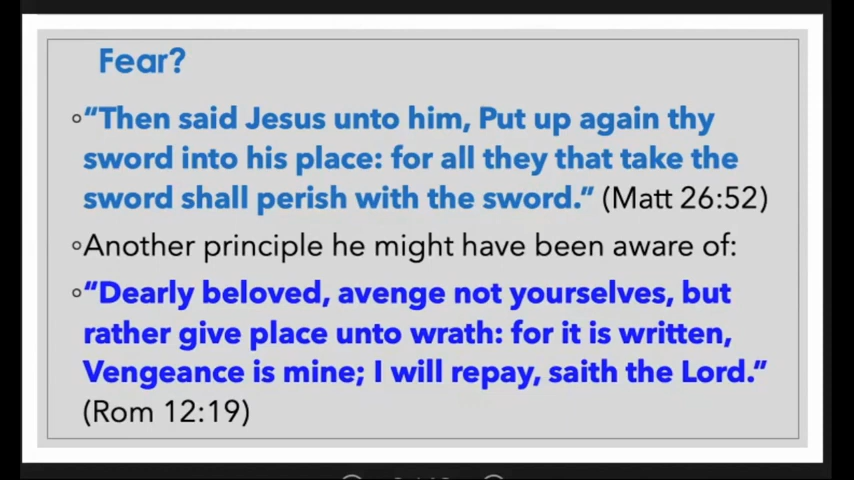 Fear?
◦“Then said Jesus unto him, Put up again thy
sword into his place: for all they that take the
sword shall perish with the sword.” (Matt 26:52)
◦Another principle he might have been aware of:
◦“Dearly beloved, avenge not yourselves, but
rather give place unto wrath: for it is written,
Vengeance is mine; I will repay, saith the Lord.”
(Rom 12:19)